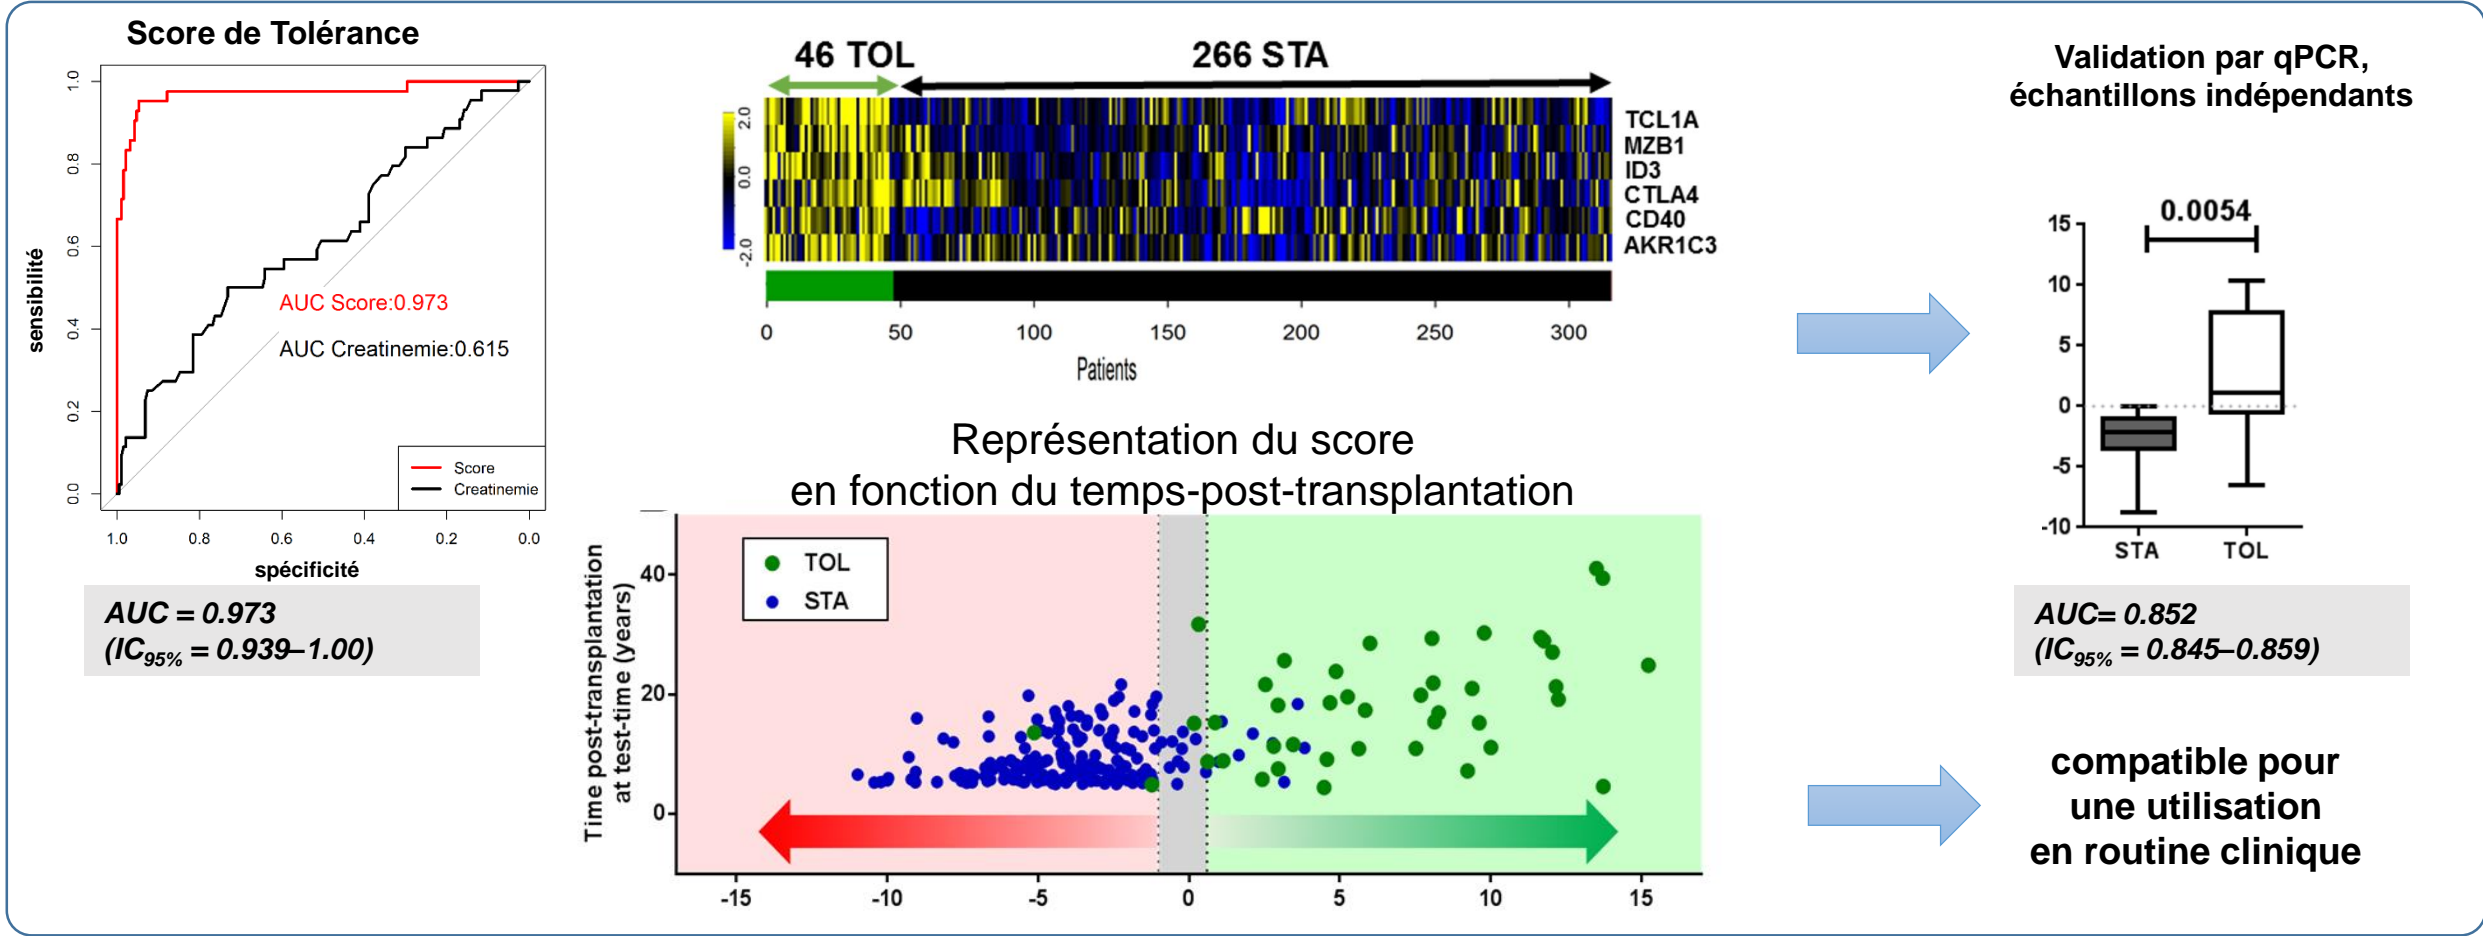 Score de Tolérance
1.0
0.8
0.6
0.4
0.2
0.0
sensibilité
AUC Score:0.973
AUC Creatinemie:0.615
Score
Creatinemie
1.0 0.8 0.6 0.4 0.2 0.0
spécificité
AUC = 0.973
(IC95% = 0.939–1.00)
46 TOL 266 STA
2.0
0.0
-2.0
TCL1A
MZB1
ID3
CTLA4
CD40
AKR1C3
0 50 100 150 200 250 300
Patients
Représentation du score
en fonction du temps-post-transplantation
Time post-transplantation
at test-time (years)
40
20
0
TOL
STA
-15 -10 -5 0 5 10 15
Validation par qPCR,
échantillons indépendants
0.0054
15
10
5
0
-5
-10
STA TOL
AUC= 0.852
(IC95% = 0.845–0.859)
compatible pour
une utilisation
en routine clinique